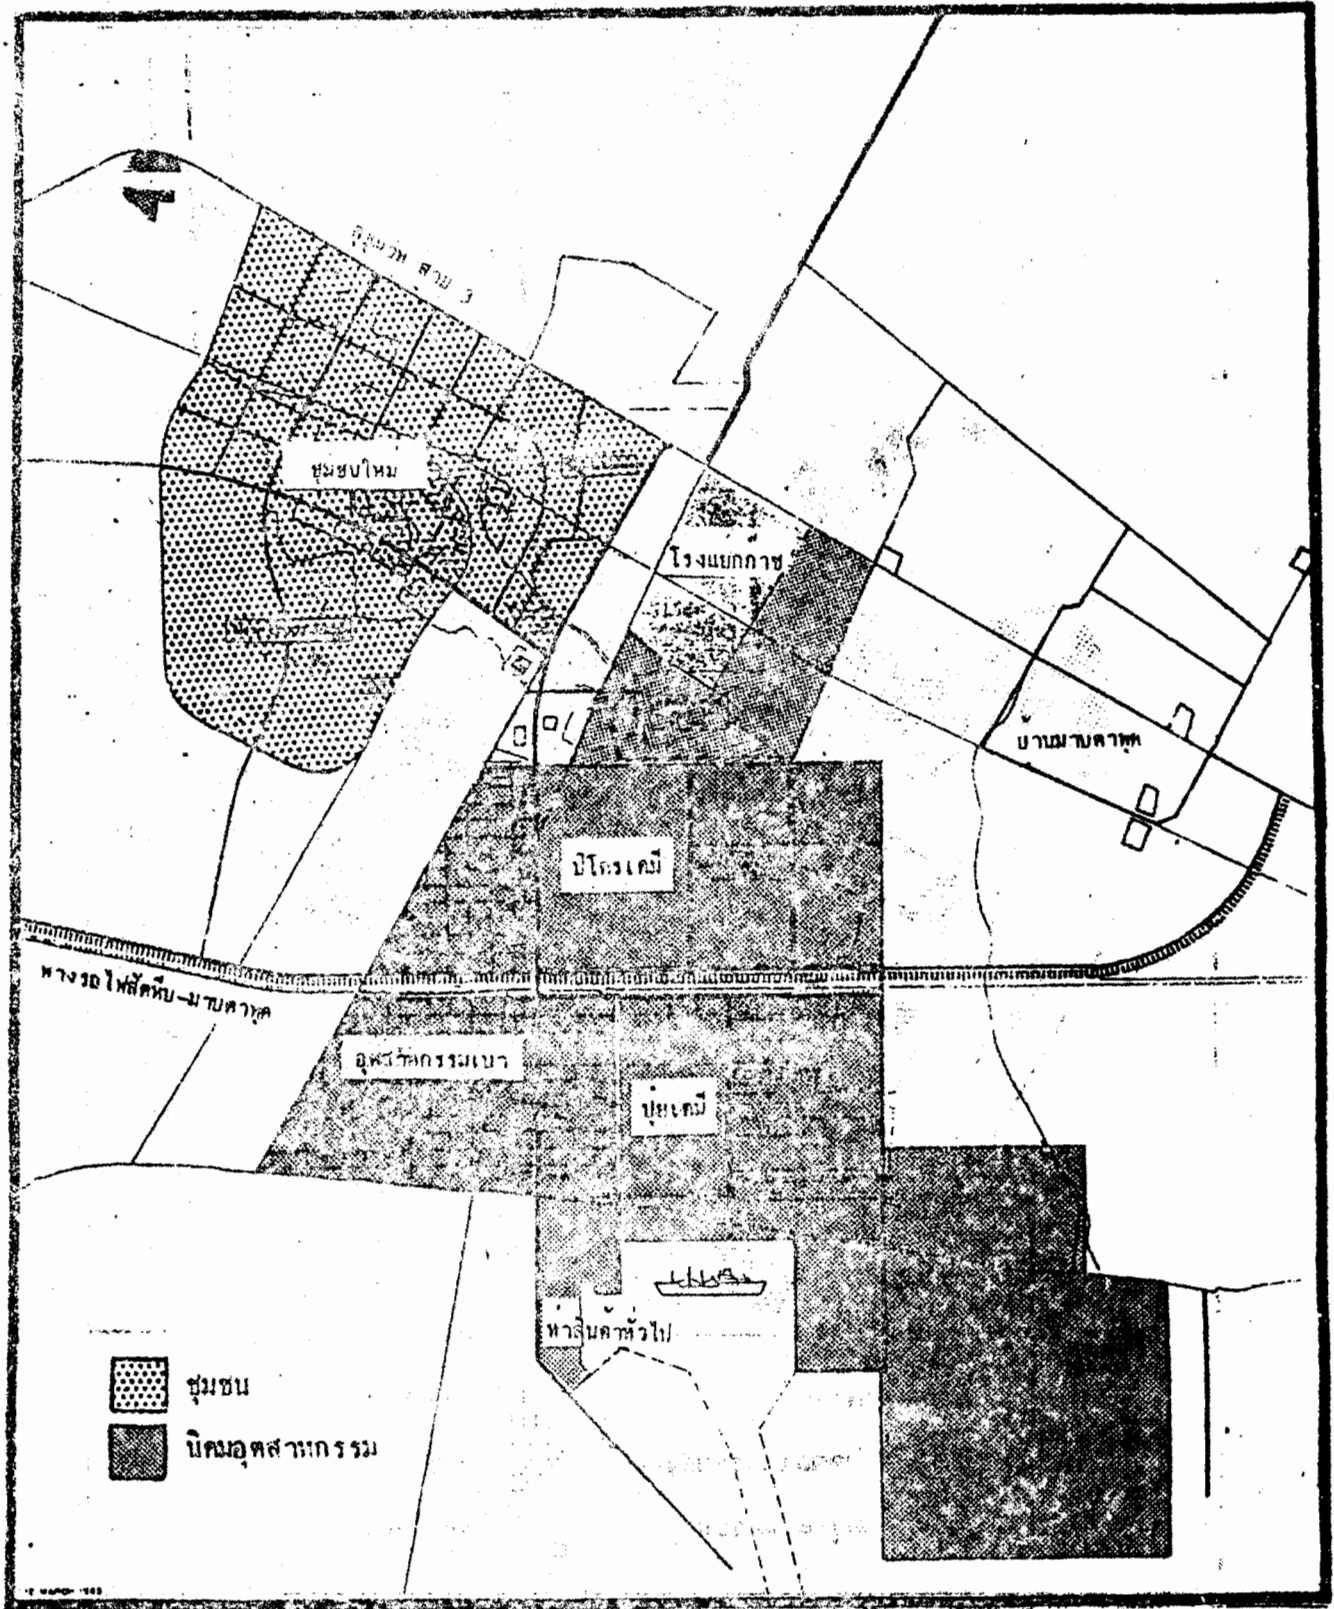 สุขุมวิท สาย 3
ชุมชนใหม่
โรงแยกก๊าซ
บ้านมาบตาพุด
ปิโตรเคมี
ทางรถไฟสัตหีบ-มาบตาพุด
อุตสาหกรรมเบา
ปุ๋ยเคมี
ท่าสินค้าทั่วไป
ชุมชน
นิคมอุตสาหกรรม